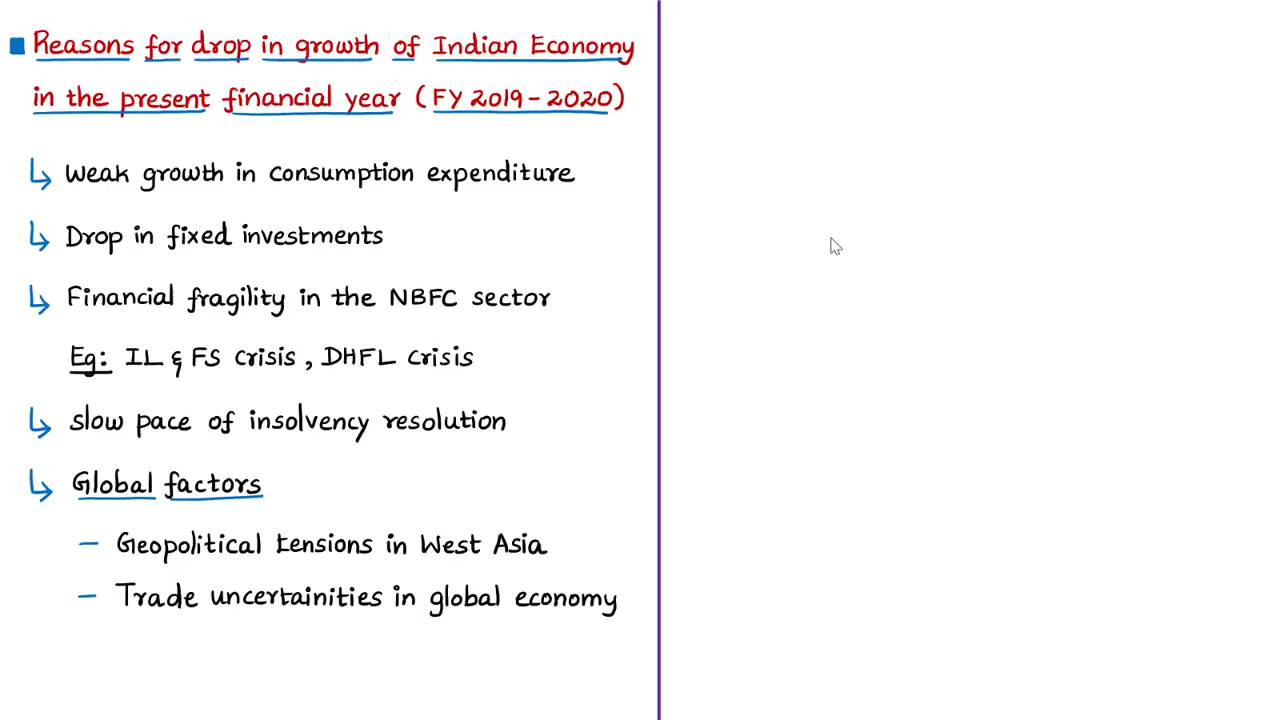 Reasons for drop in growth of Indian Economy
in the present financial year (FY 2019-2020)
Weak growth in consumption expenditure
Drop in fixed investments
Financial fragility in the NBFC sector
Eg: IL & FS crisis, DHFL crisis
slow pace of insolvency resolution
Global factors
- Geopolitical tensions in West Asia
- Trade uncertainities in global economy